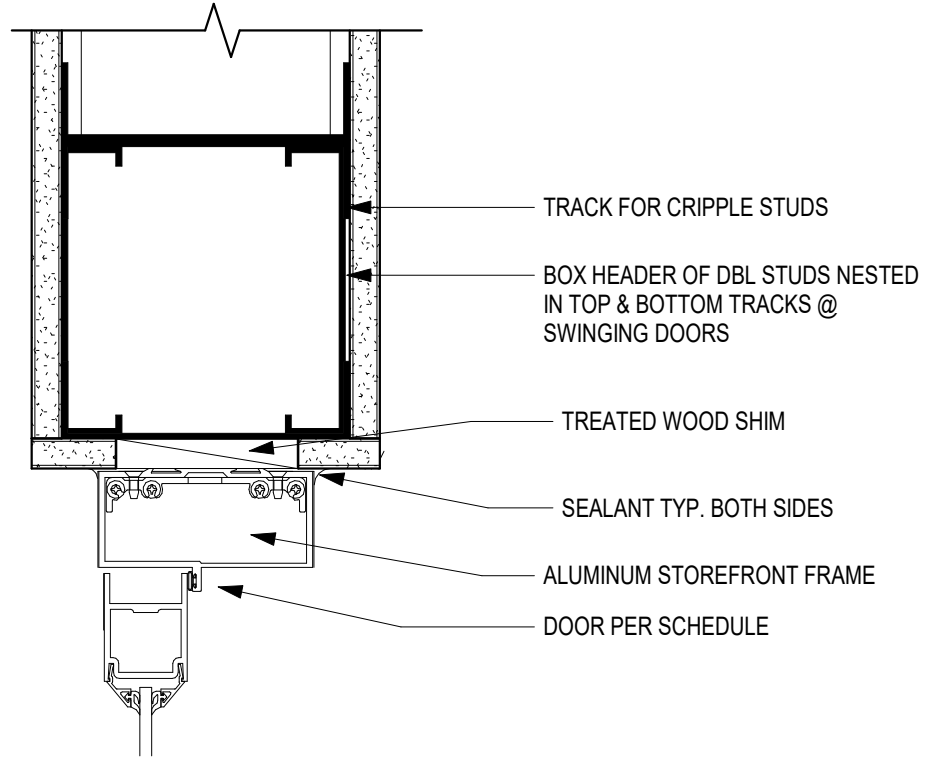 TRACK FOR CRIPPLE STUDS
BOX HEADER OF DBL STUDS NESTED
IN TOP & BOTTOM TRACKS @
SWINGING DOORS
TREATED WOOD SHIM
SEALANT TYP. BOTH SIDES
ALUMINUM STOREFRONT FRAME
DOOR PER SCHEDULE